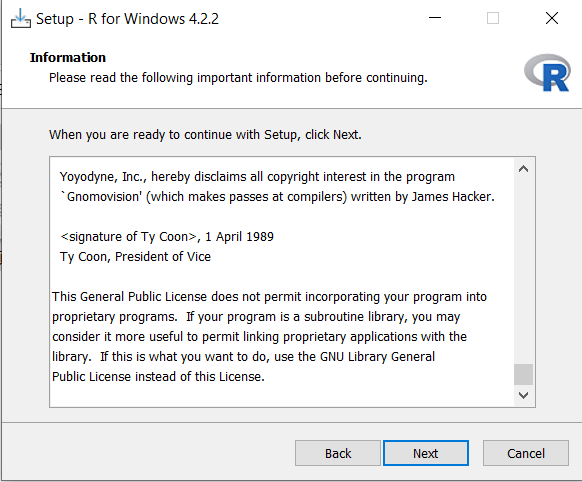 Setup - R for Windows 4.2.2
Information
Please read the following important information before continuing.
R
When you are ready to continue with Setup, click Next.
Yoyodyne, Inc., hereby disclaims all copyright interest in the program
`Gnomovision' (which makes passes at compilers) written by James Hacker.
<signature of Ty Coon>, 1 April 1989
Ty Coon, President of Vice
This General Public License does not permit incorporating your program into
proprietary programs.  If your program is a subroutine library, you may
consider it more useful to permit linking proprietary applications with the
library.  If this is what you want to do, use the GNU Library General
Public License instead of this License.
Back
Next
Cancel